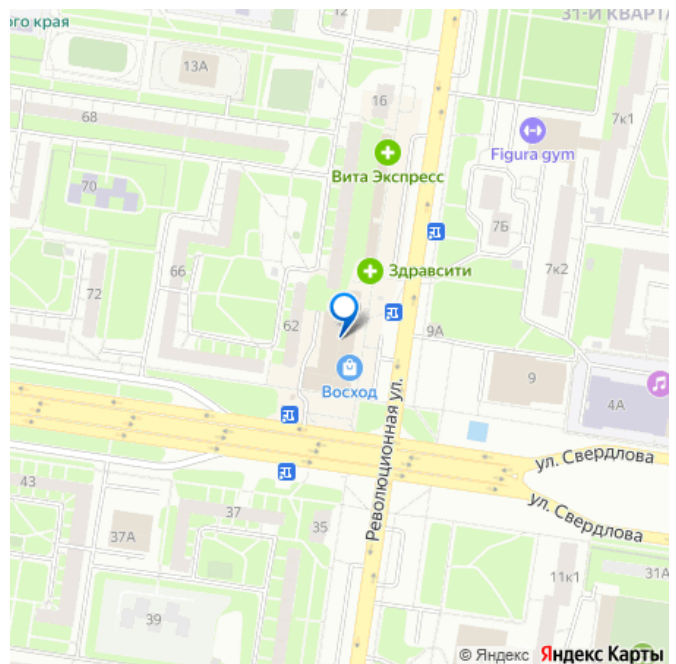 ого края
12
31-Й КВАРТА
13А
16
68
7к1
Figura gym
Вита Экспресс
70
7Б
66
Здравсити
7к2
72
62
9А
9
Восход
4А
Революционная ул.
ул. Свердлова
43
37
35
ул. Свердлова
37А
11к1
31А
39
© Яндекс Яндекс Карты